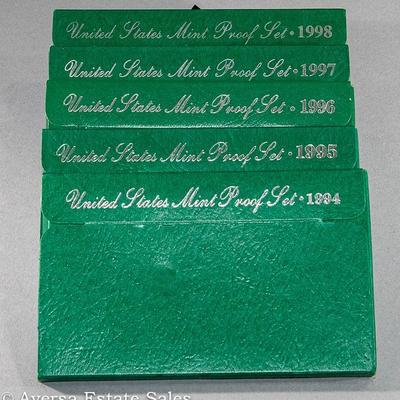 United States Mint Proof Set • 1998
United States Mint Proof Set • 1997
United States Mint Proof Set • 1996
United States Mint Proof Set • 1995
United States Mint Proof Set • 1994
© Aversa Estate Sales